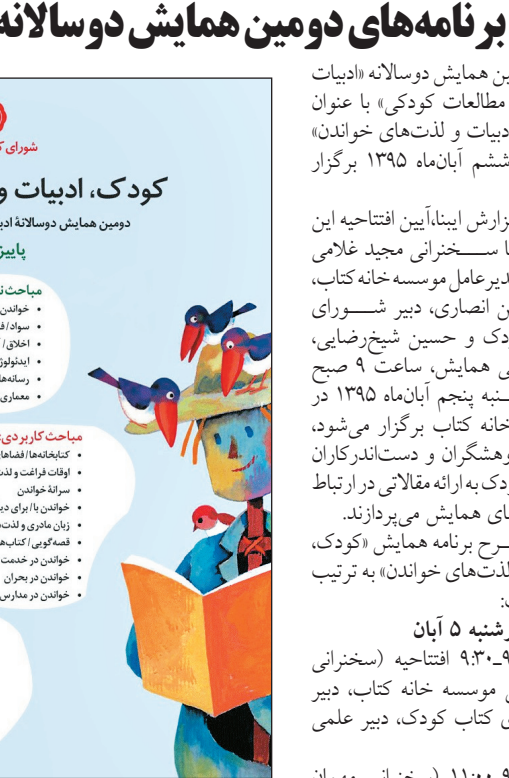 برنامه‌های دومین همایش دوسالانه
ین همایش دوسالانه «ادبیات
مطالعات کودکی» با عنوان
دبیات و لذت‌های خواندن»
ششم آبان‌ماه ۱۳۹۵ برگزار
زارش ایبنا،آیین افتتاحیه این
ا سخنرانی مجید غلامی
دیرعامل موسسه خانه کتاب،
ن انصاری، دبیر شورای
دک و حسین شیخ‌رضایی،
ی همایش، ساعت ۹ صبح
نبه پنجم آبان‌ماه ۱۳۹۵ در
خانه کتاب برگزار می‌شود،
وهشگران و دست‌اندرکاران
دک به ارائه مقالاتی در ارتباط
های همایش می‌پردازند.
رح برنامه همایش «کودک،
لذت‌های خواندن» به ترتیب
:
رشنبه ۵ آبان
۹ـ۹:۳۰ افتتاحیه (سخنرانی
ی موسسه خانه کتاب، دبیر
ی کتاب کودک، دبیر علمی
شورای ک
کودک، ادبیات و
دومین همایش دوسالانهٔ ادب
پاییز
مباحث ن
• خواندن
• سواد/ ف
• اخلاق/
• ایدئولوژ
• رسانه‌ها
• معماری
مباحث کاربردی:
• کتابخانه‌ها/ فضاهای
• اوقات فراغت و لذت
• سرانهٔ خواندن
• خواندن با/ برای دی
• زبان مادری و لذت
• قصه‌گویی/ کتاب‌ه
• خواندن در خدمت
• خواندن در بحران
• خواندن در مدارس